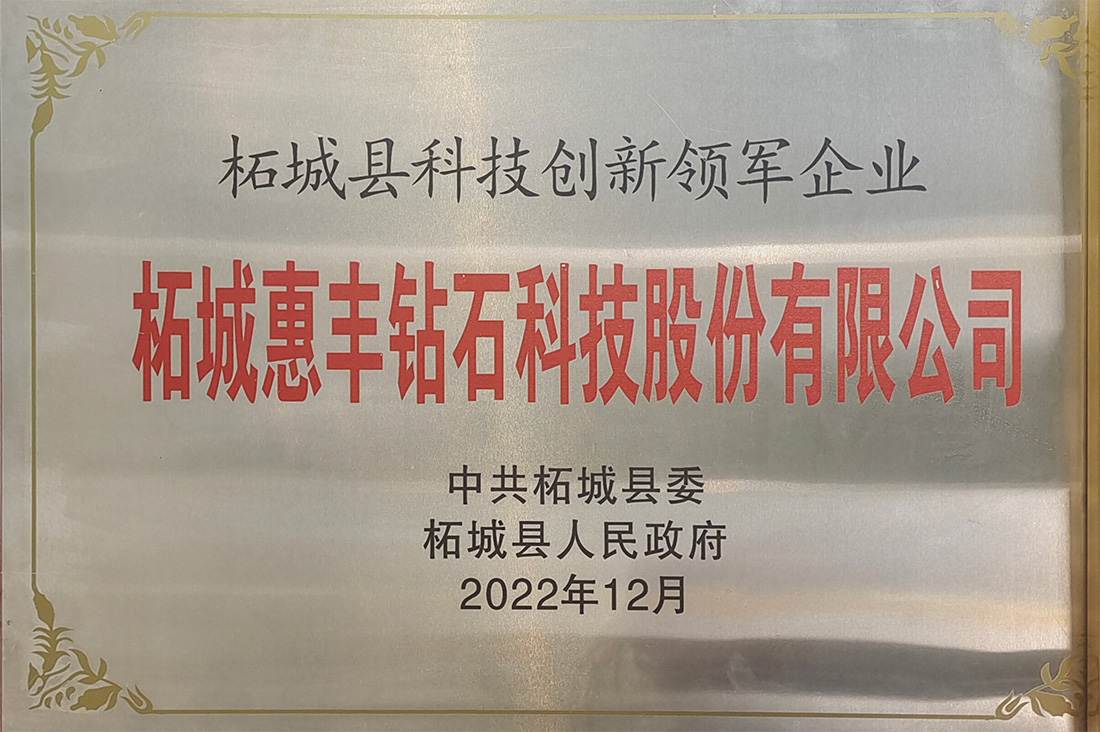 柘城县科技创新领军企业
柘城惠丰钻石科技股份有限公司
中共柘城县委
柘城县人民政府
2022年12月